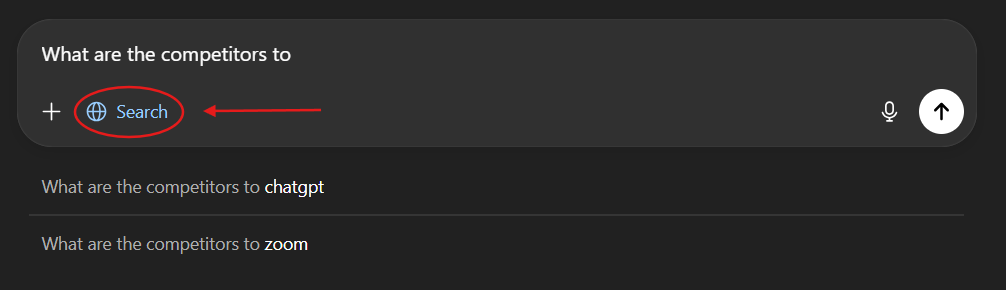 What are the competitors to
Search
What are the competitors to chatgpt
What are the competitors to zoom